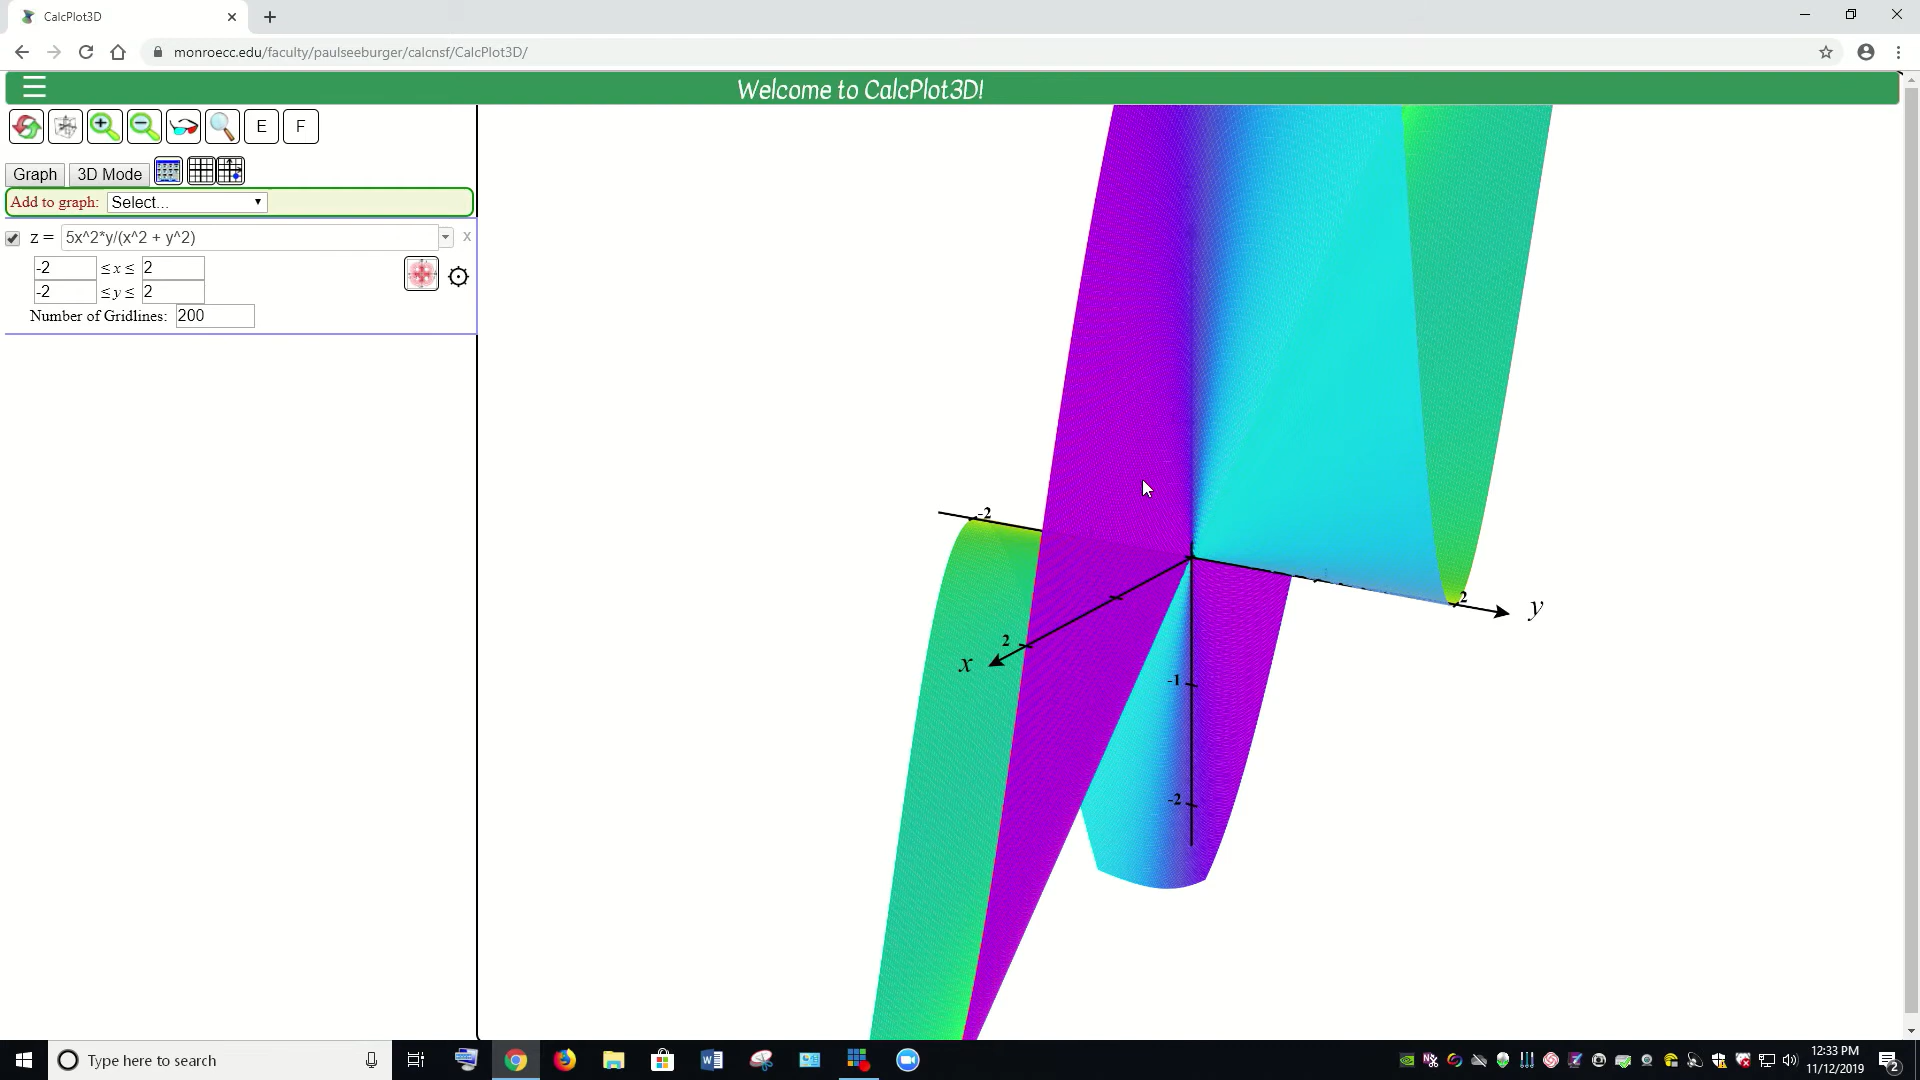 CalcPlot3D
monroecc.edu/faculty/paulseeburger/calcnsf/CalcPlot3D/
Welcome to CalcPlot3D!
E F
Graph 3D Mode
Add to graph: Select...
z = 5x^2*y/(x^2 + y^2) x
-2 ≤ x ≤ 2
-2 ≤ y ≤ 2
Number of Gridlines: 200
-2
2
y
2
x
-1
-2
Type here to search
12:33 PM
11/12/2019
2